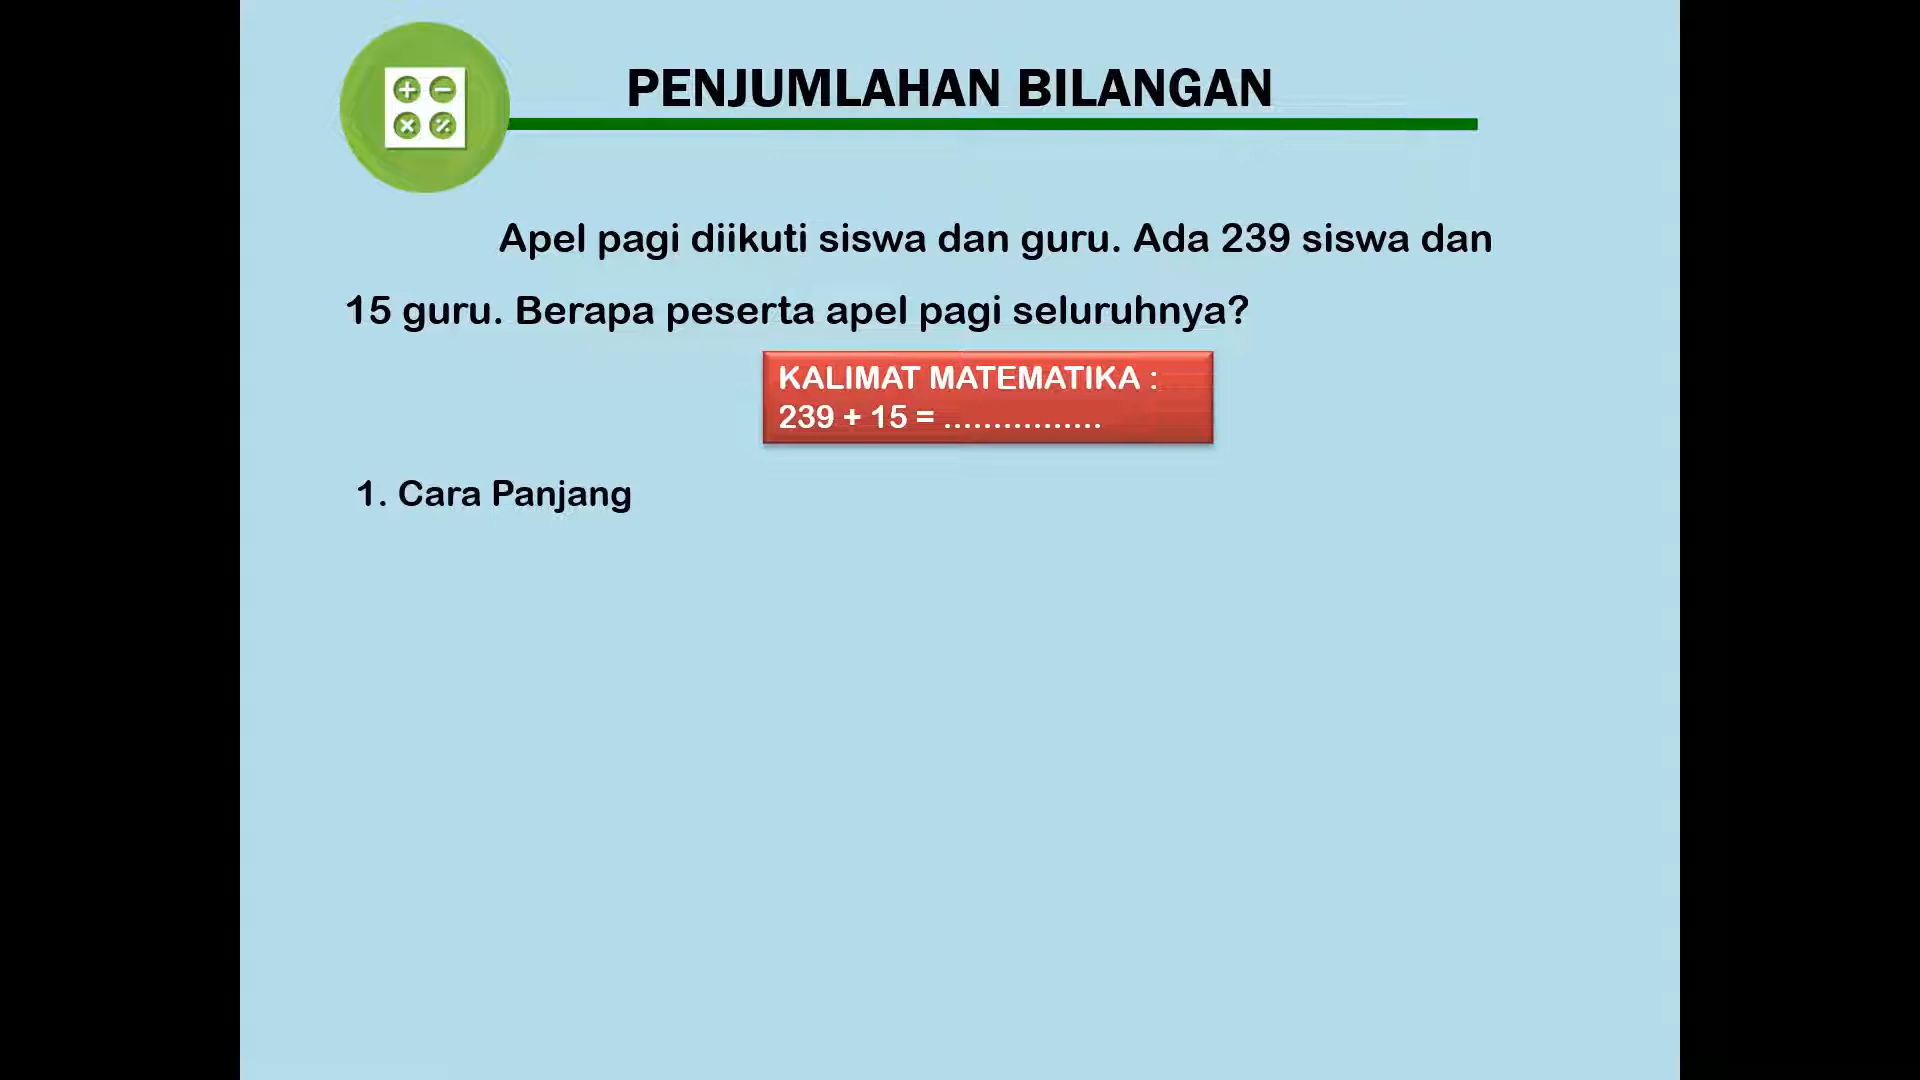 PENJUMLAHAN BILANGAN
Apel pagi diikuti siswa dan guru. Ada 239 siswa dan
15 guru. Berapa peserta apel pagi seluruhnya?
KALIMAT MATEMATIKA :
239 + 15 = ................
1. Cara Panjang